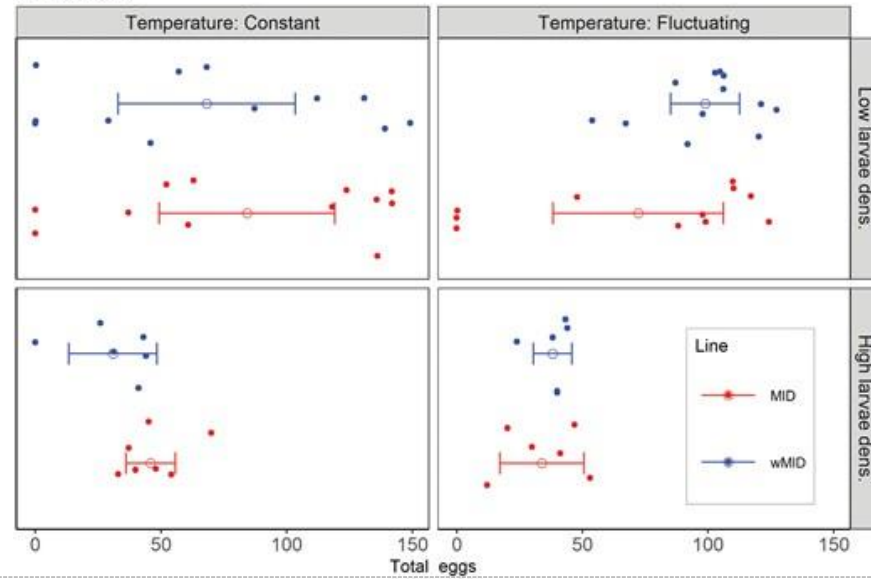 Temperature: Constant
Temperature: Fluctuating
Low larvae dens.
High larvae dens.
Line
MID
wMID
0 50 100 150
0 50 100 150
Total eggs